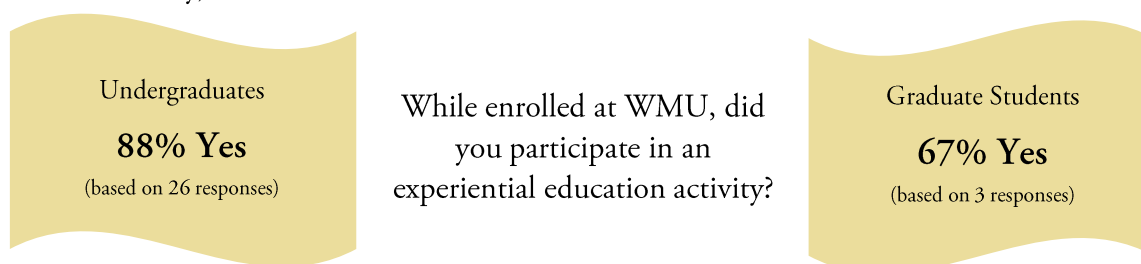 Undergraduates
88% Yes
(based on 26 responses)
While enrolled at WMU, did
you participate in an
experiential education activity?
Graduate Students
67% Yes
(based on 3 responses)